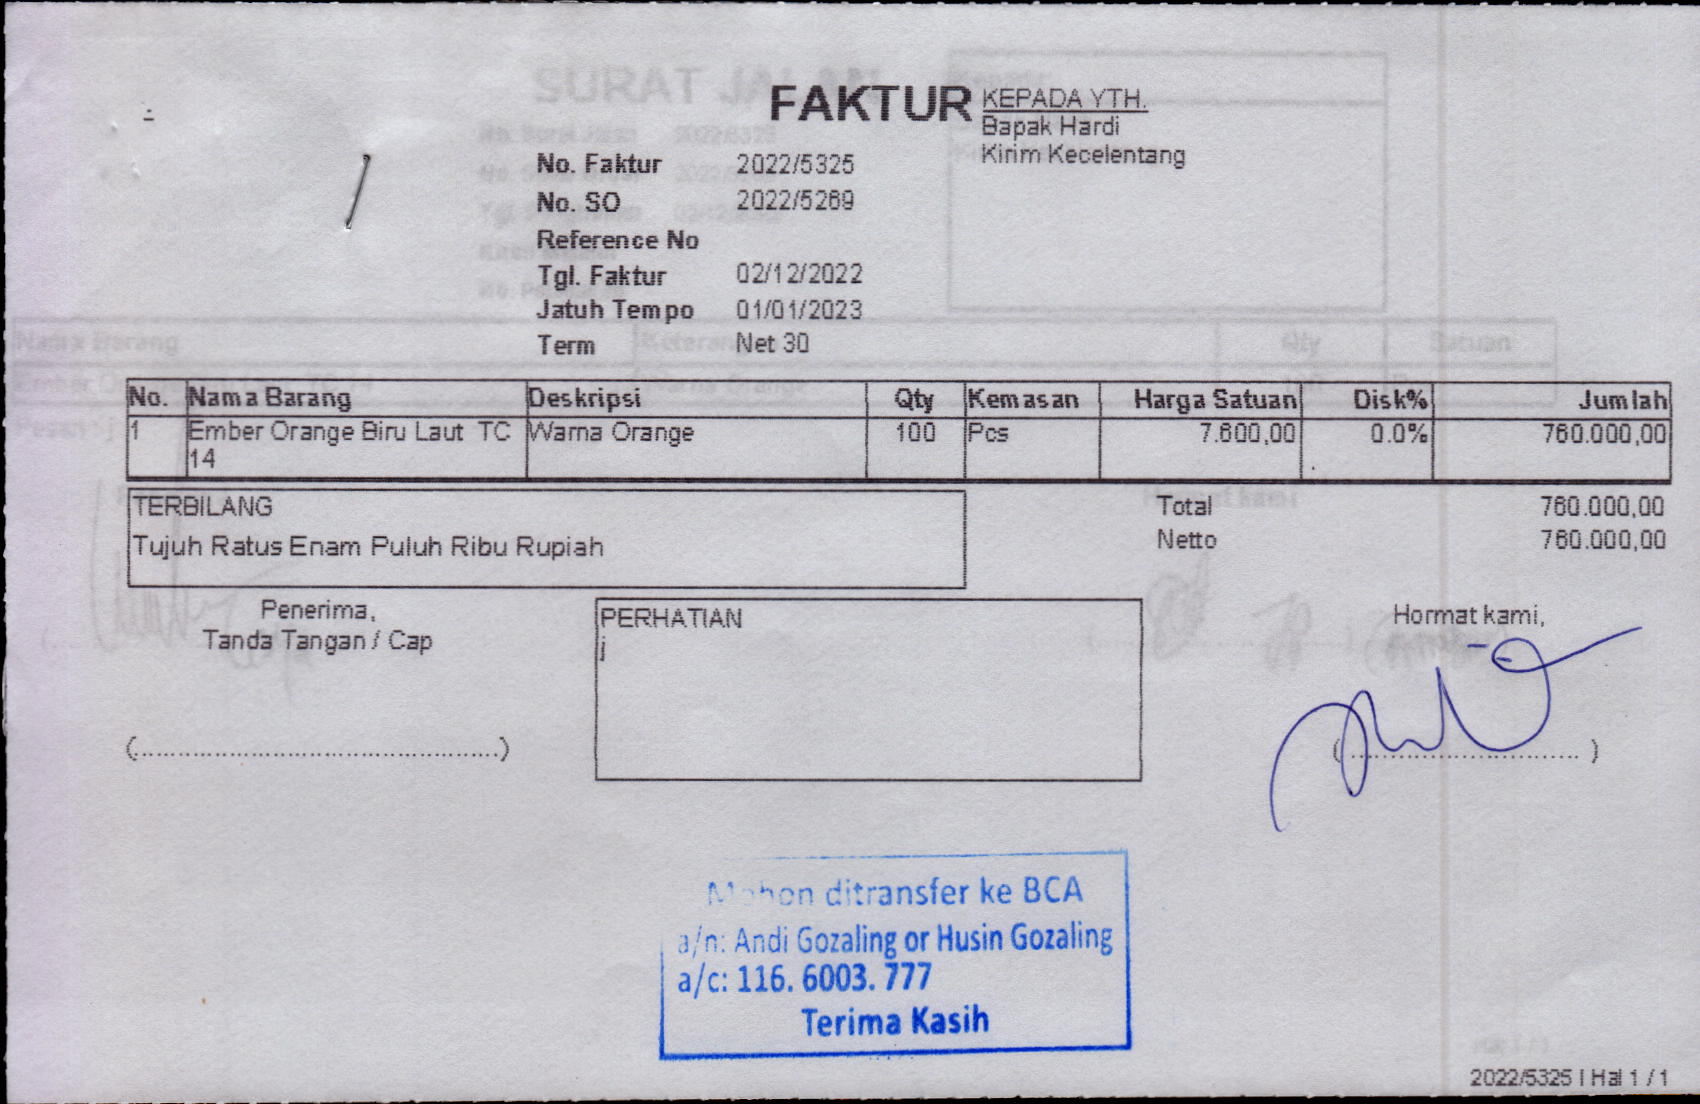 FAKTUR
KEPADA YTH.
Bapak Hardi
Kirim Kecelentang
No. Faktur 2022/5325
No. SO 2022/5269
Reference No
Tgl. Faktur 02/12/2022
Jatuh Tempo 01/01/2023
Term Net 30
No. Nama Barang Deskripsi Qty Kemasan Harga Satuan Disk% Jumlah
1 Ember Orange Biru Laut TC Warna Orange 100 Pcs 7.600,00 0.0% 760.000,00
14
TERBILANG
Tujuh Ratus Enam Puluh Ribu Rupiah
Total 760.000,00
Netto 760.000,00
Penerima,
Tanda Tangan / Cap
(.............................................)
PERHATIAN
j
Hormat kami,
( ............................ )
Mohon ditransfer ke BCA
a/n: Andi Gozaling or Husin Gozaling
a/c: 116. 6003. 777
Terima Kasih
2022/5325 | Hal 1 / 1